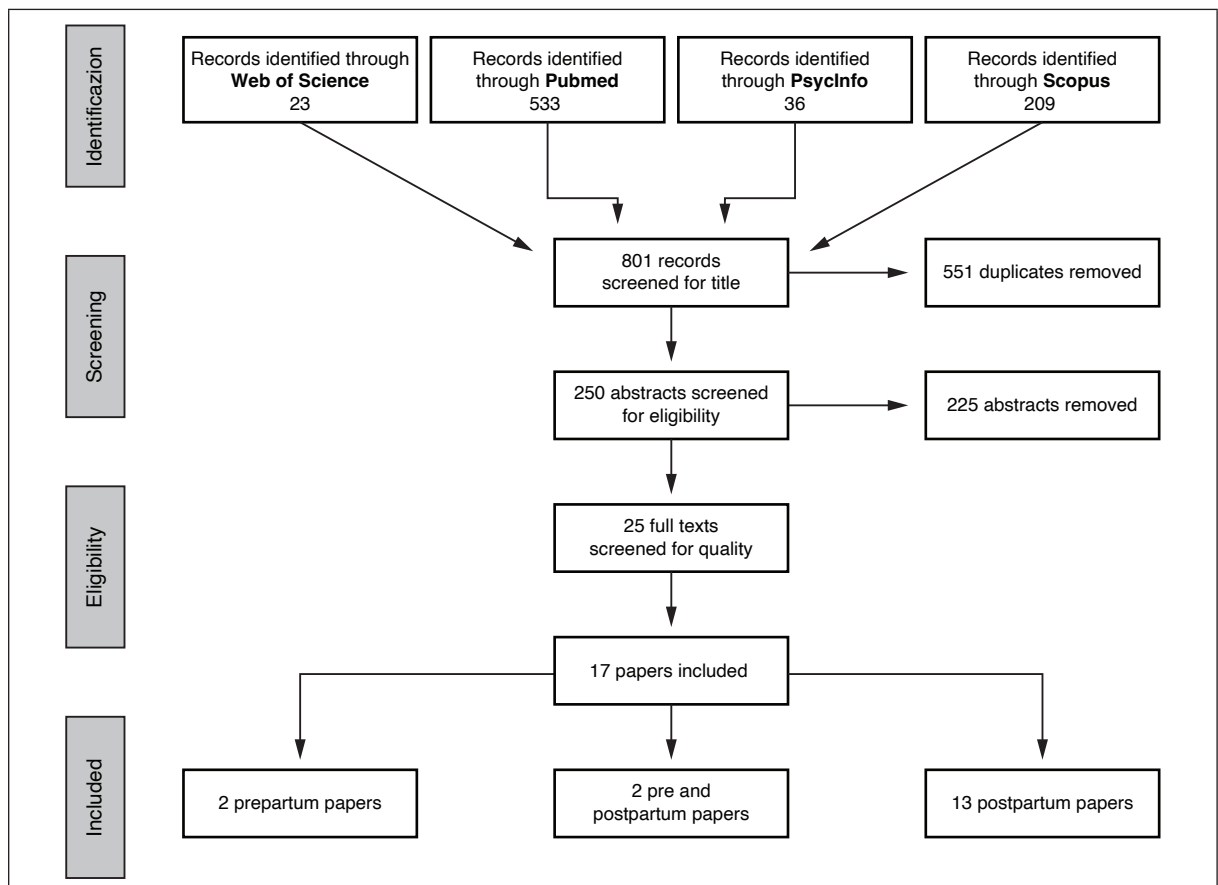 Identificazion
Records identified through
Web of Science
23
Records identified
through Pubmed
533
Records identified
through PsycInfo
36
Records identified
through Scopus
209
Screening
801 records
screened for title
551 duplicates removed
250 abstracts screened
for eligibility
225 abstracts removed
Eligibility
25 full texts
screened for quality
17 papers included
Included
2 prepartum papers
2 pre and
postpartum papers
13 postpartum papers